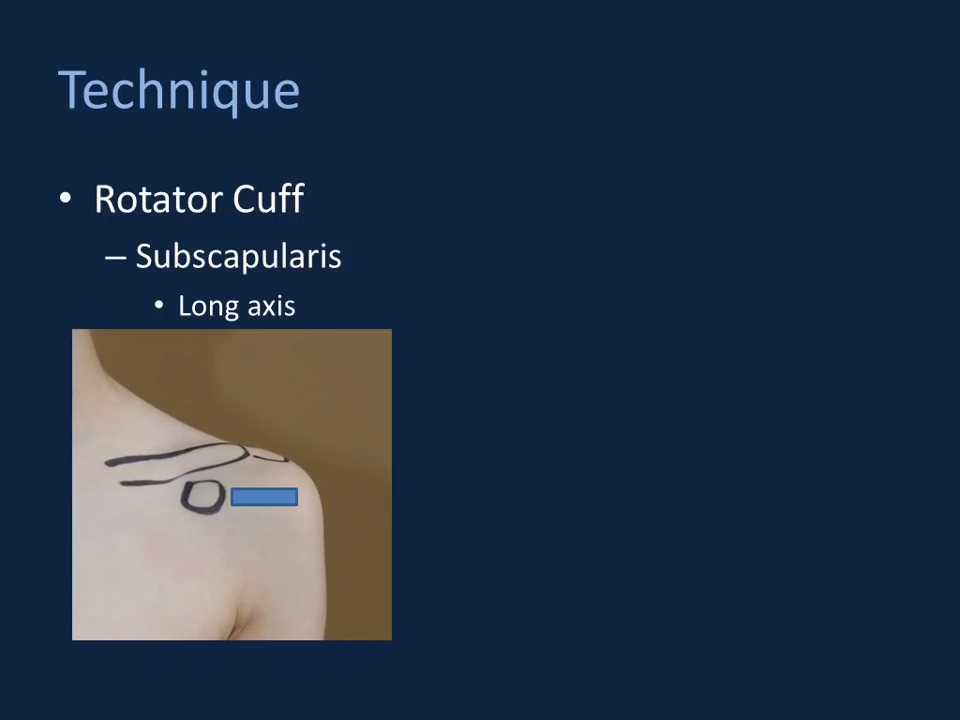 Technique
• Rotator Cuff
– Subscapularis
• Long axis